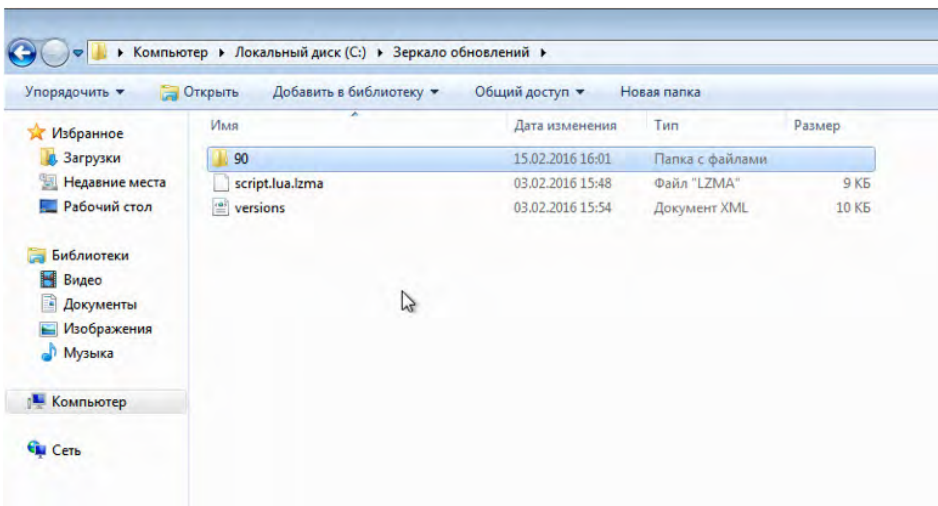 Компьютер ▸ Локальный диск (C:) ▸ Зеркало обновлений ▸
Упорядочить Открыть Добавить в библиотеку Общий доступ Новая папка
Избранное
Загрузки
Недавние места
Рабочий стол
Библиотеки
Видео
Документы
Изображения
Музыка
Компьютер
Сеть
Имя Дата изменения Тип Размер
90 15.02.2016 16:01 Папка с файлами
script.lua.lzma 03.02.2016 15:48 Файл "LZMA" 9 КБ
versions 03.02.2016 15:54 Документ XML 10 КБ